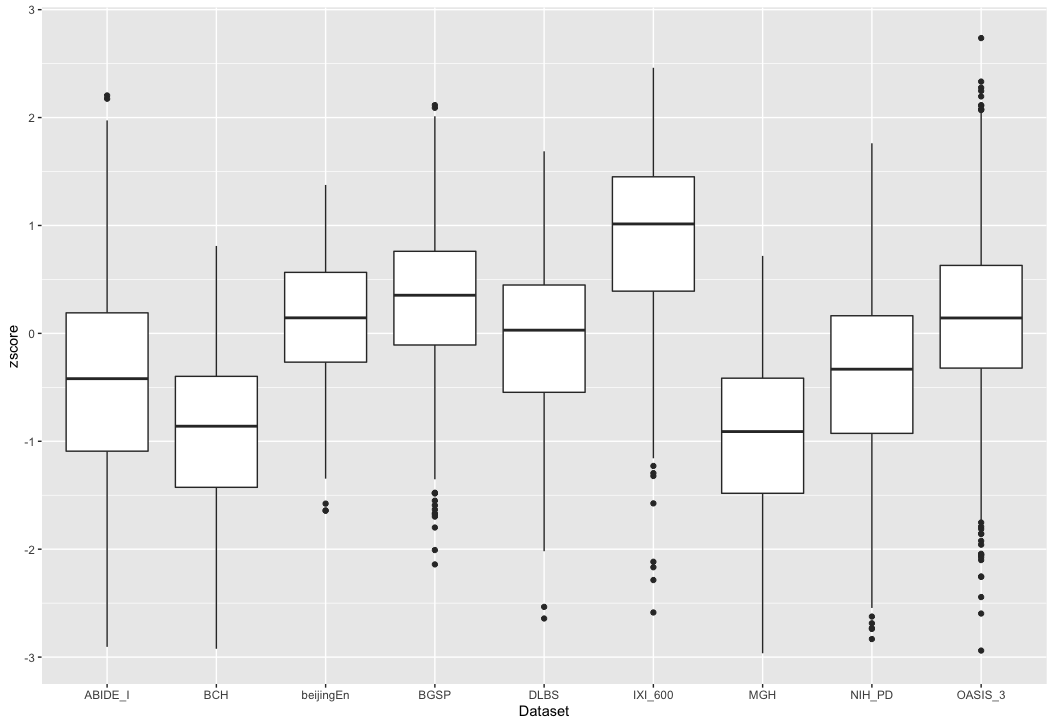 3
2
1
0
-1
-2
-3
zscore
ABIDE_I BCH beijingEn BGSP DLBS IXI_600 MGH NIH_PD OASIS_3
Dataset